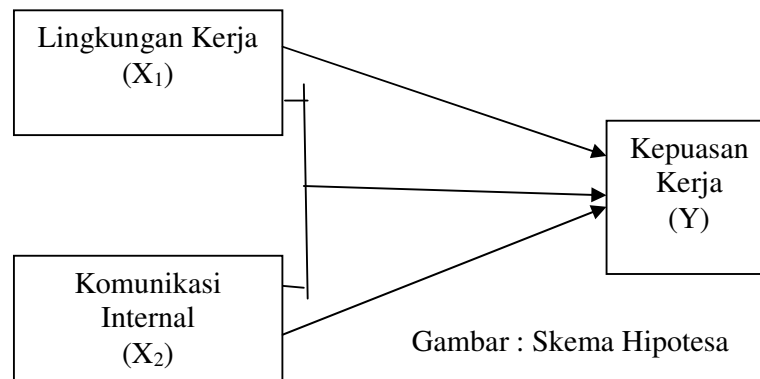 Lingkungan Kerja
(X₁)
Kepuasan
Kerja
(Y)
Komunikasi
Internal
(X₂)
Gambar : Skema Hipotesa